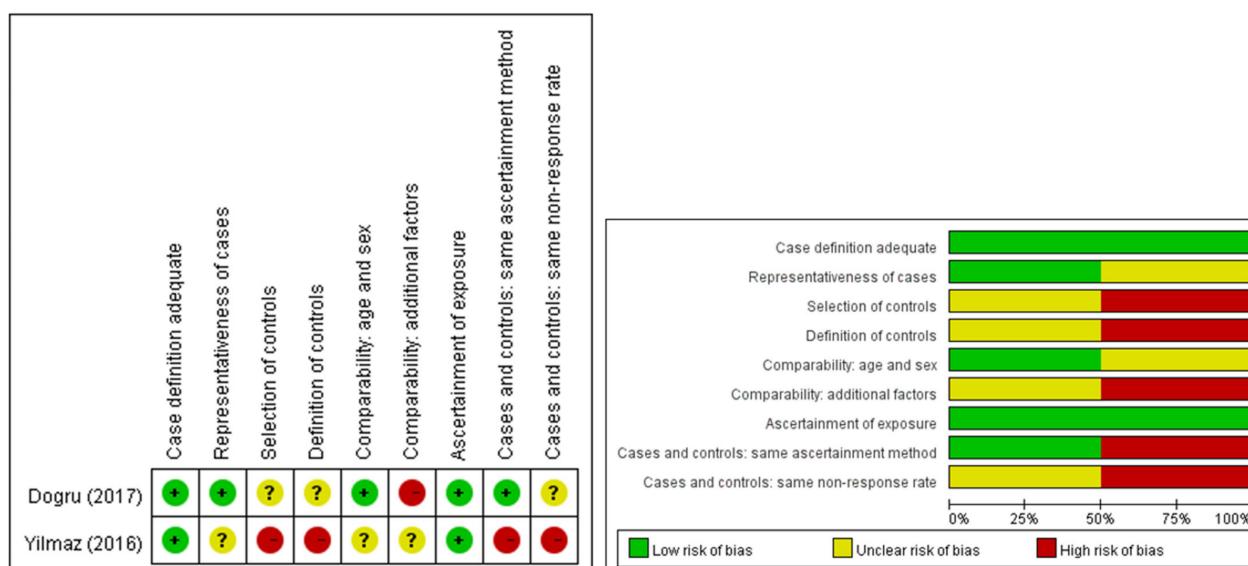 Case definition adequate
Representativeness of cases
Selection of controls
Definition of controls
Comparability: age and sex
Comparability: additional factors
Ascertainment of exposure
Cases and controls: same ascertainment method
Cases and controls: same non-response rate
Dogru (2017) + + ? ? + - + + ?
Yilmaz (2016) + ? - - ? ? + - -
Case definition adequate
Representativeness of cases
Selection of controls
Definition of controls
Comparability: age and sex
Comparability: additional factors
Ascertainment of exposure
Cases and controls: same ascertainment method
Cases and controls: same non-response rate
0% 25% 50% 75% 100%
Low risk of bias Unclear risk of bias High risk of bias